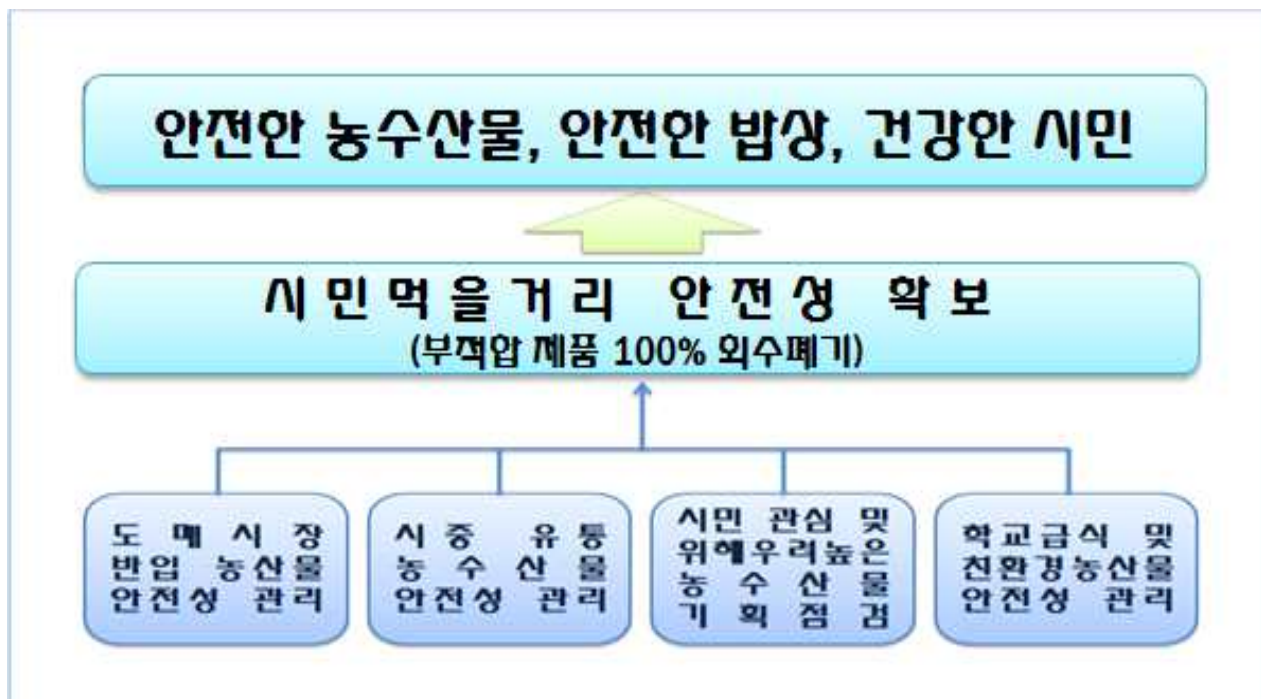 안전한 농수산물, 안전한 밥상, 건강한 시민
시민먹을거리 안전성 확보
(부적합 제품 100% 회수폐기)
도매시장
반입 농산물
안전성 관리
시중 유통
농수산물
안전성 관리
시민 관심 및
위해우려높은
농수산물
기획점검
학교급식 및
친환경농산물
안전성 관리